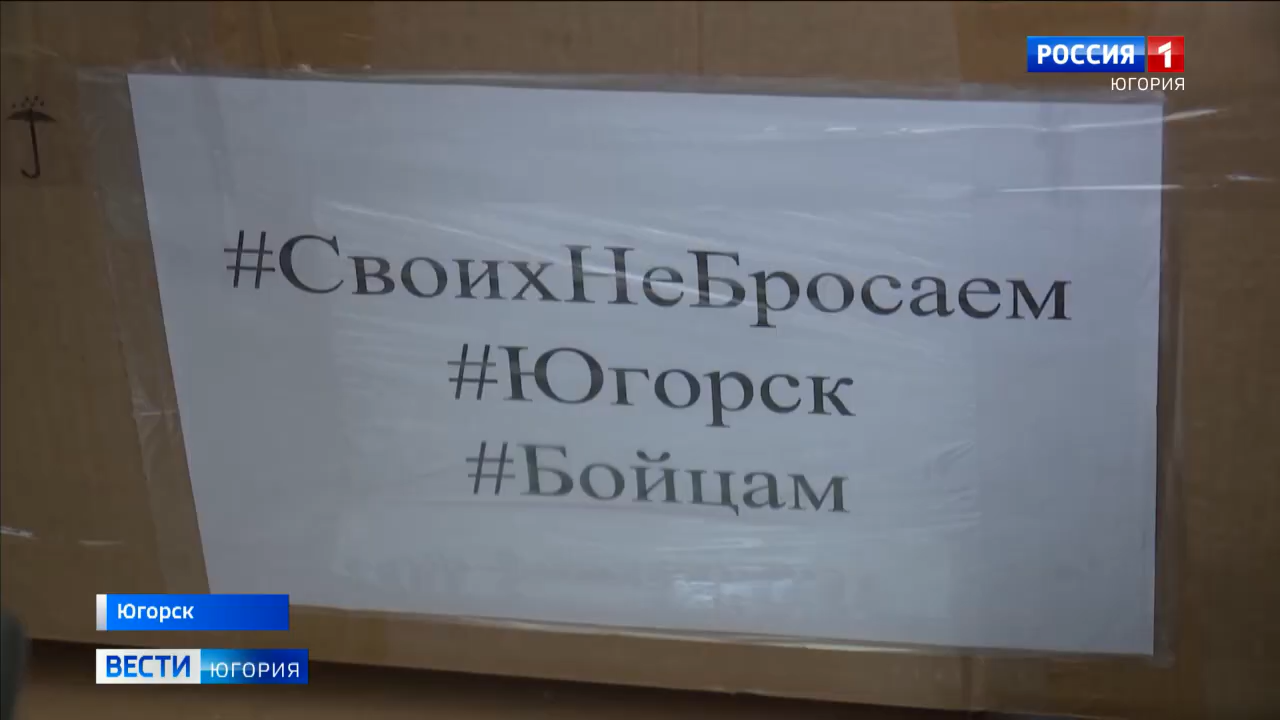 РОССИЯ 1
ЮГОРИЯ
#СвоихНеБросаем
#Югорск
#Бойцам
Югорск
ВЕСТИ ЮГОРИЯ